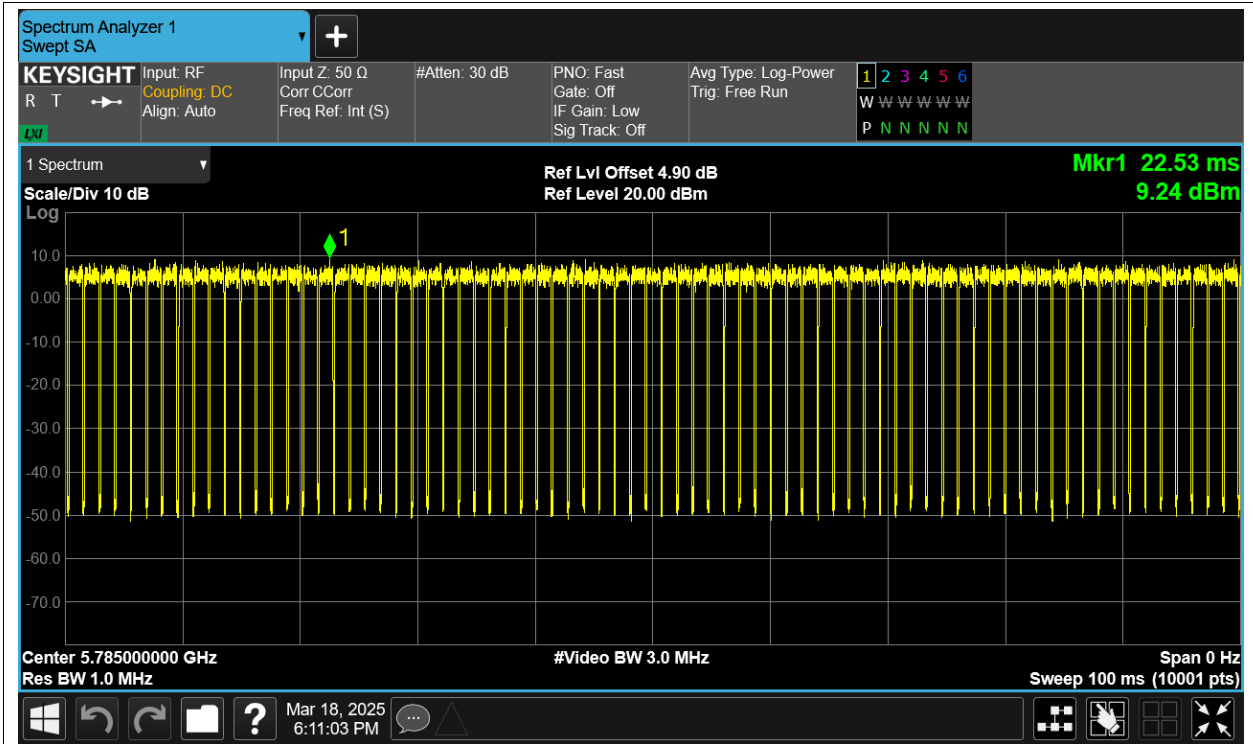 Spectrum Analyzer 1
Swept SA
KEYSIGHT
R T
LXI
Input: RF
Coupling: DC
Align: Auto
Input Z: 50 Ω
Corr CCorr
Freq Ref: Int (S)
#Atten: 30 dB
PNO: Fast
Gate: Off
IF Gain: Low
Sig Track: Off
Avg Type: Log-Power
Trig: Free Run
1 2 3 4 5 6
W W W W W W
P N N N N N
1 Spectrum
Scale/Div 10 dB
Log
Ref Lvl Offset 4.90 dB
Ref Level 20.00 dBm
Mkr1 22.53 ms
9.24 dBm
1
10.0
0.00
-10.0
-20.0
-30.0
-40.0
-50.0
-60.0
-70.0
Center 5.785000000 GHz
#Video BW 3.0 MHz
Span 0 Hz
Res BW 1.0 MHz
Sweep 100 ms (10001 pts)
?
Mar 18, 2025
6:11:03 PM